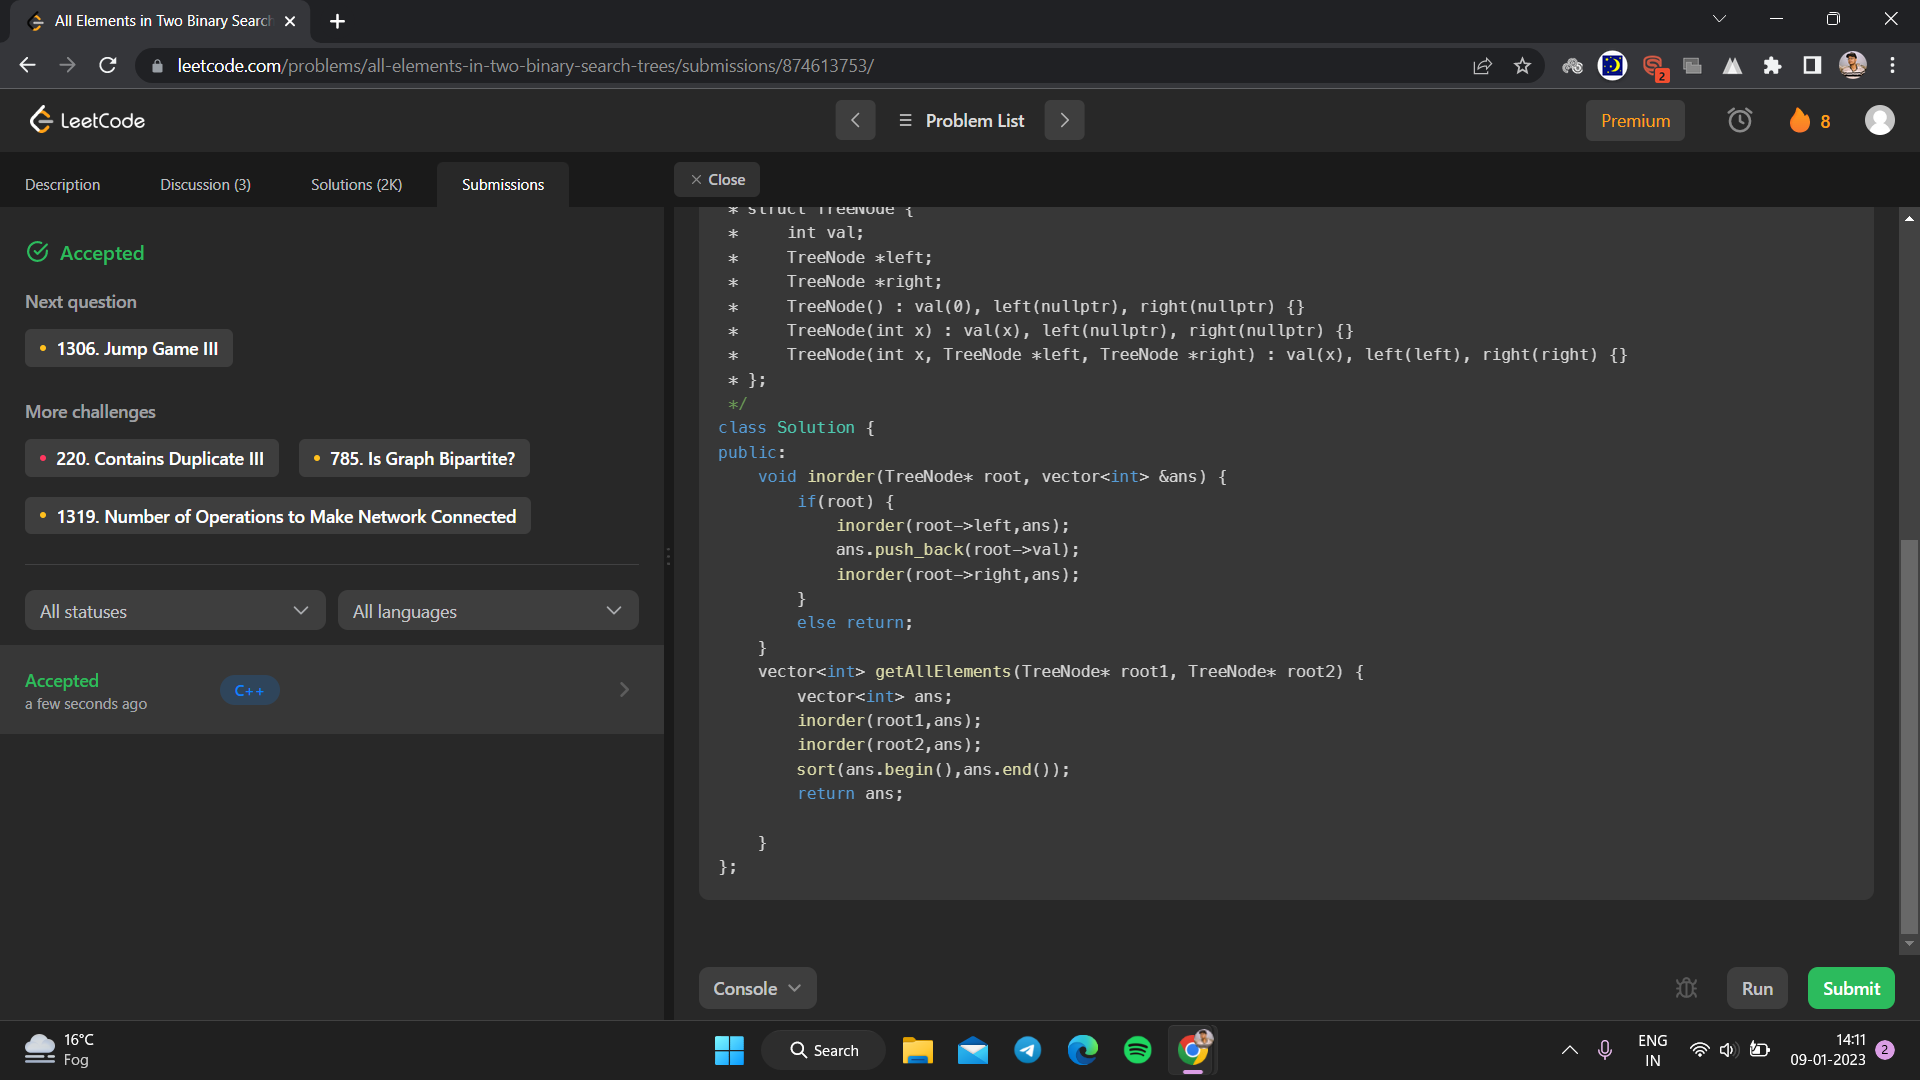 All Elements in Two Binary Search
leetcode.com/problems/all-elements-in-two-binary-search-trees/submissions/874613753/
2
LeetCode
Problem List
Premium
8
Description
Discussion (3)
Solutions (2K)
Submissions
Close
Accepted
Next question
1306. Jump Game III
More challenges
220. Contains Duplicate III
785. Is Graph Bipartite?
1319. Number of Operations to Make Network Connected
All statuses
All languages
Accepted
a few seconds ago
C++
* struct TreeNode {
*     int val;
*     TreeNode *left;
*     TreeNode *right;
*     TreeNode() : val(0), left(nullptr), right(nullptr) {}
*     TreeNode(int x) : val(x), left(nullptr), right(nullptr) {}
*     TreeNode(int x, TreeNode *left, TreeNode *right) : val(x), left(left), right(right) {}
* };
*/
class Solution {
public:
    void inorder(TreeNode* root, vector<int> &ans) {
        if(root) {
            inorder(root->left,ans);
            ans.push_back(root->val);
            inorder(root->right,ans);
        }
        else return;
    }
    vector<int> getAllElements(TreeNode* root1, TreeNode* root2) {
        vector<int> ans;
        inorder(root1,ans);
        inorder(root2,ans);
        sort(ans.begin(),ans.end());
        return ans;
    }
};
Console
Run
Submit
16°C
Fog
Search
ENG
IN
14:11
09-01-2023
2